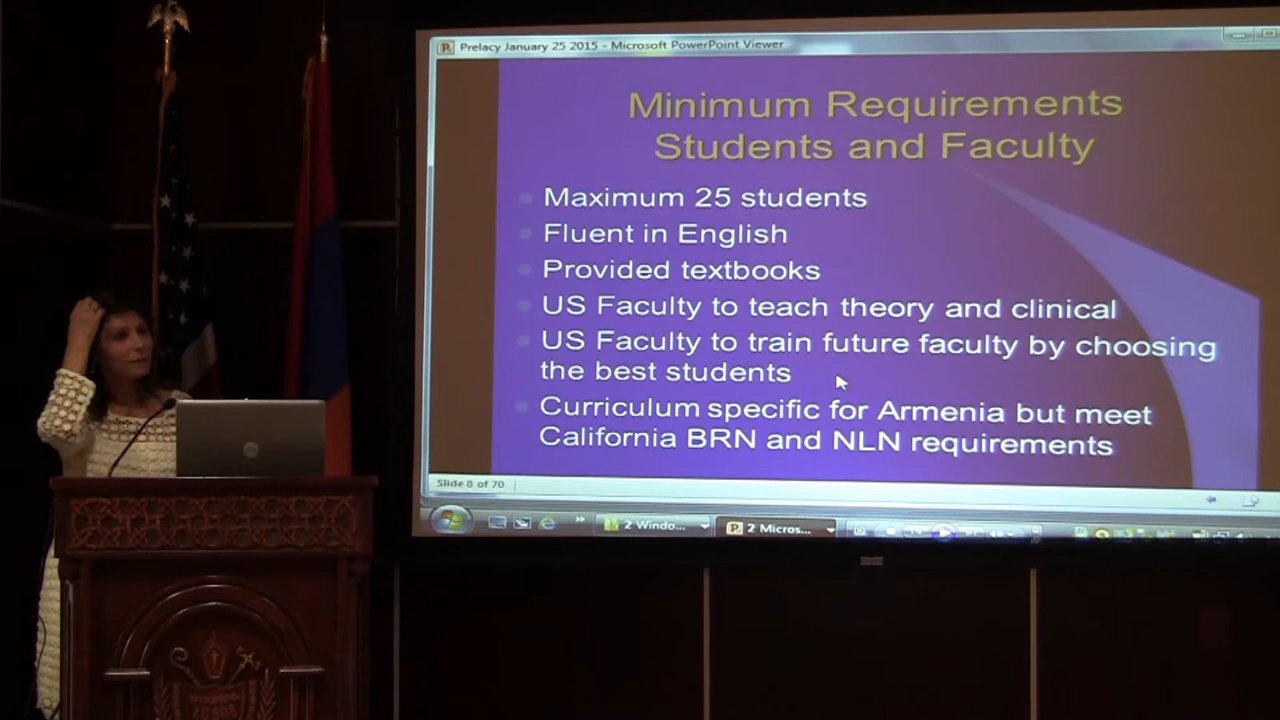 Prelacy January 25 2015 - Microsoft PowerPoint Viewer
Minimum Requirements
Students and Faculty
Maximum 25 students
Fluent in English
Provided textbooks
US Faculty to teach theory and clinical
US Faculty to train future faculty by choosing
the best students
Curriculum specific for Armenia but meet
California BRN and NLN requirements
Slide 8 of 70
2 Windo...
2 Micros...